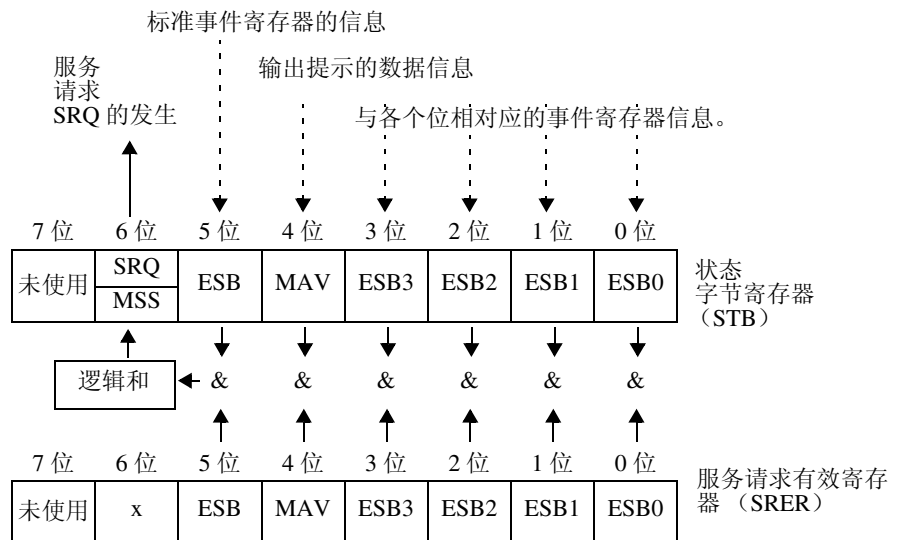 标准事件寄存器的信息
服务
请求
SRQ 的发生
输出提示的数据信息
与各个位相对应的事件寄存器信息。
7 位 6 位 5 位 4 位 3 位 2 位 1 位 0 位
未使用 SRQ MSS ESB MAV ESB3 ESB2 ESB1 ESB0
状态
字节寄存器
（STB）
逻辑和 & & & & & &
7 位 6 位 5 位 4 位 3 位 2 位 1 位 0 位
未使用 x ESB MAV ESB3 ESB2 ESB1 ESB0
服务请求有效寄存
器 （SRER）